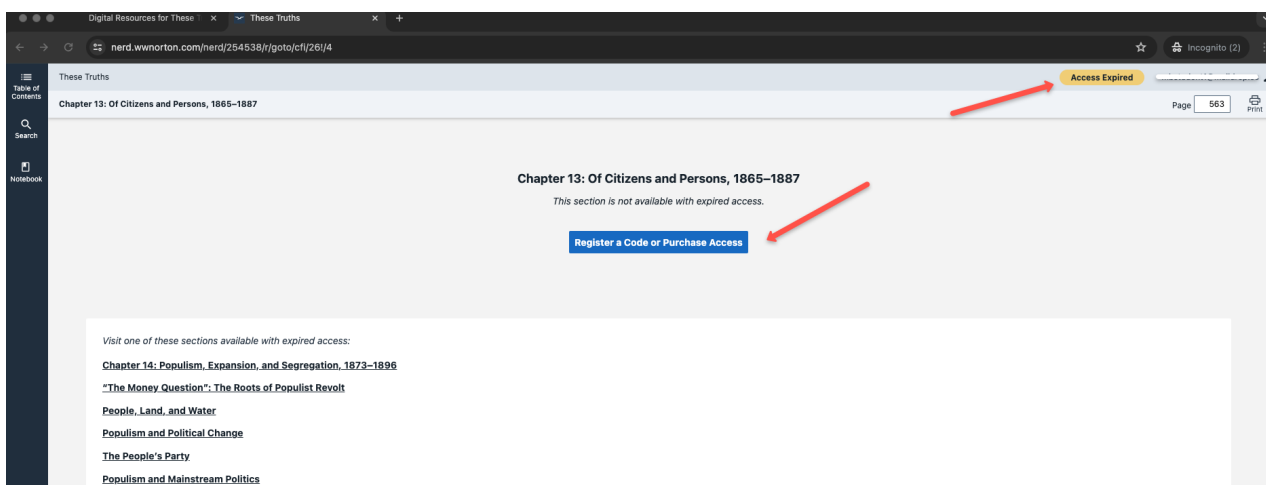 Digital Resources for These T
These Truths
nerd.wwnorton.com/nerd/254538/r/goto/cfi/26!/4
Incognito (2)
Table of
Contents
These Truths
Access Expired
Chapter 13: Of Citizens and Persons, 1865–1887
Page 563
Print
Search
Notebook
Chapter 13: Of Citizens and Persons, 1865–1887
This section is not available with expired access.
Register a Code or Purchase Access
Visit one of these sections available with expired access:
Chapter 14: Populism, Expansion, and Segregation, 1873–1896
"The Money Question": The Roots of Populist Revolt
People, Land, and Water
Populism and Political Change
The People's Party
Populism and Mainstream Politics